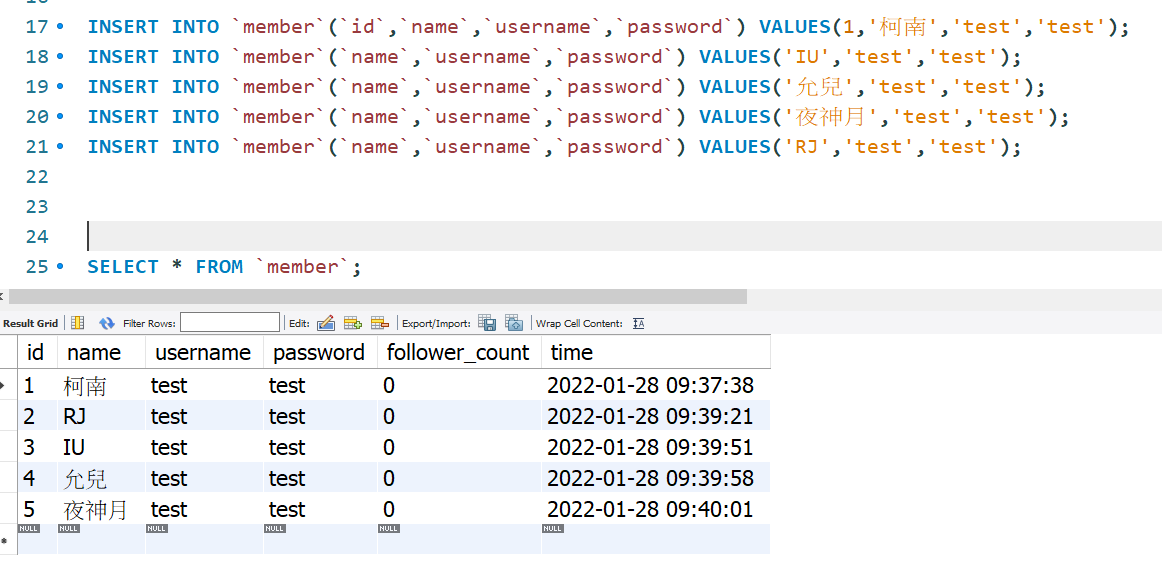 17 INSERT INTO `member`(`id`,`name`,`username`,`password`) VALUES(1,'柯南','test','test');
18 INSERT INTO `member`(`name`,`username`,`password`) VALUES('IU','test','test');
19 INSERT INTO `member`(`name`,`username`,`password`) VALUES('允兒','test','test');
20 INSERT INTO `member`(`name`,`username`,`password`) VALUES('夜神月','test','test');
21 INSERT INTO `member`(`name`,`username`,`password`) VALUES('RJ','test','test');
22
23
24
25 SELECT * FROM `member`;
Result Grid Filter Rows: Edit: Export/Import: Wrap Cell Content:
id name username password follower_count time
1 柯南 test test 0 2022-01-28 09:37:38
2 RJ test test 0 2022-01-28 09:39:21
3 IU test test 0 2022-01-28 09:39:51
4 允兒 test test 0 2022-01-28 09:39:58
5 夜神月 test test 0 2022-01-28 09:40:01
NULL NULL NULL NULL NULL NULL